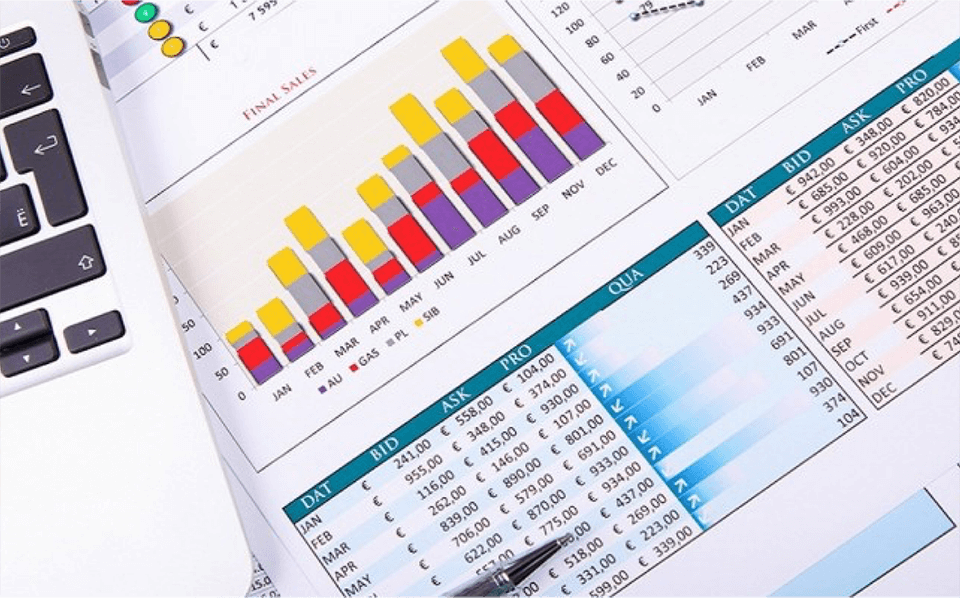 7 595
FINAL SALES
50
100
50
0
JAN FEB MAR APR MAY JUN JUL AUG SEP NOV DEC
AU GAS PL SIB
120
100
80
60
40
20
0
79
JAN FEB MAR
First
DAT BID ASK PRO QUA
JAN € 241,00 € 558,00 € 104,00 339
FEB € 955,00 € 348,00 € 374,00 223
MAR € 116,00 € 415,00 € 930,00 269
APR € 262,00 € 146,00 € 107,00 437
MAY € 839,00 € 890,00 € 801,00 934
706,00 € 579,00 € 691,00 933
622,00 € 870,00 € 933,00 691
€ 775,00 € 934,00 801
€ 437,00 107
€ 518,00 € 269,00 930
€ 331,00 € 223,00 374
599,00 € 339,00 104
DAT BID ASK PRO
JAN € 942,00 € 348,00 € 820,00
FEB € 685,00 € 920,00 € 784,0
MAR € 993,00 € 604,00 € 934
APR € 228,00 € 202,00
MAY € 468,00 € 685,00
JUN € 609,00 € 963,00
JUL € 617,00 € 240
AUG € 939,00
SEP € 654,00
OCT € 911,00
NOV € 829,
DEC € 74